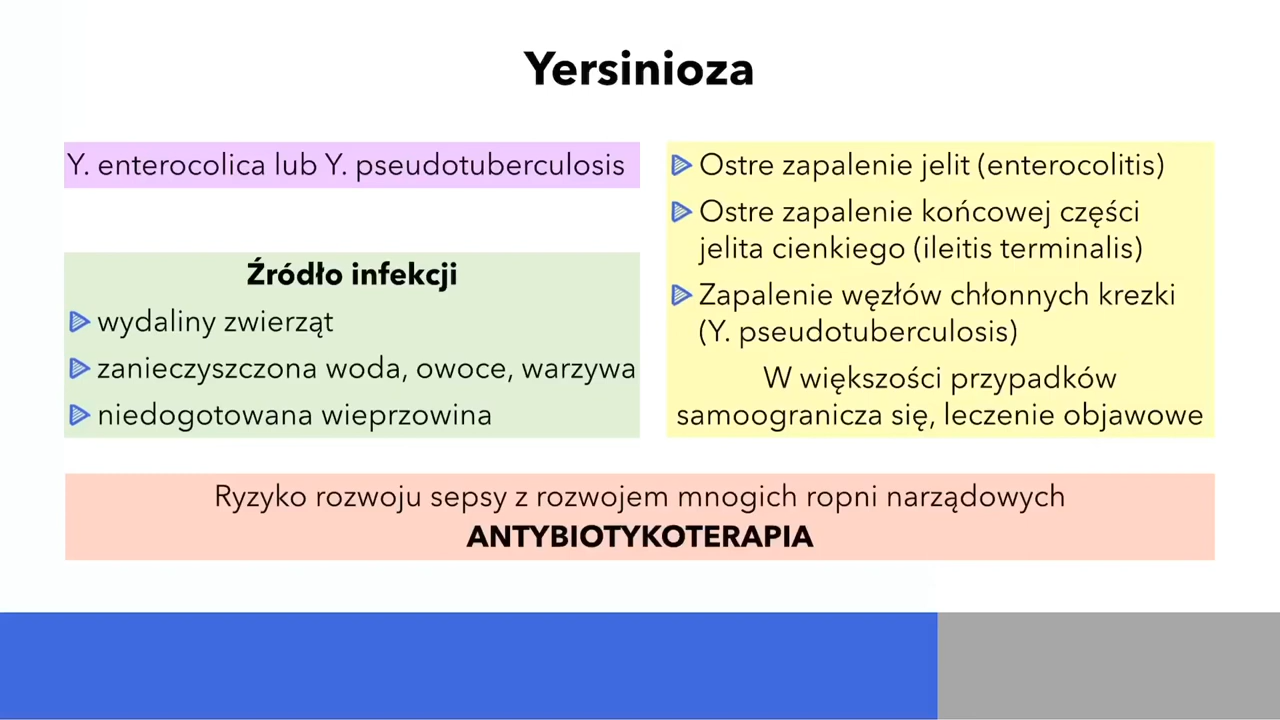 Yersinioza
Y. enterocolica lub Y. pseudotuberculosis
Źródło infekcji
wydaliny zwierząt
zanieczyszczona woda, owoce, warzywa
niedogotowana wieprzowina
Ostre zapalenie jelit (enterocolitis)
Ostre zapalenie końcowej części
jelita cienkiego (ileitis terminalis)
Zapalenie węzłów chłonnych krezki
(Y. pseudotuberculosis)
W większości przypadków
samoogranicza się, leczenie objawowe
Ryzyko rozwoju sepsy z rozwojem mnogich ropni narządowych
ANTYBIOTYKOTERAPIA